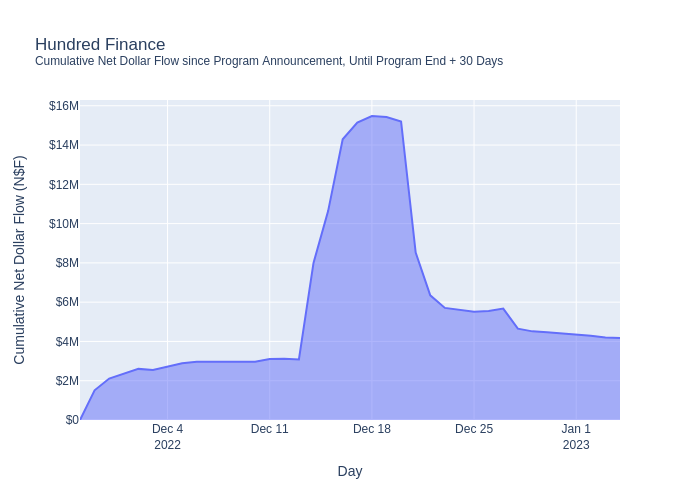 Hundred Finance
Cumulative Net Dollar Flow since Program Announcement, Until Program End + 30 Days
Cumulative Net Dollar Flow (N$F)
$16M
$14M
$12M
$10M
$8M
$6M
$4M
$2M
$0
Dec 4
2022
Dec 11
Dec 18
Dec 25
Jan 1
2023
Day